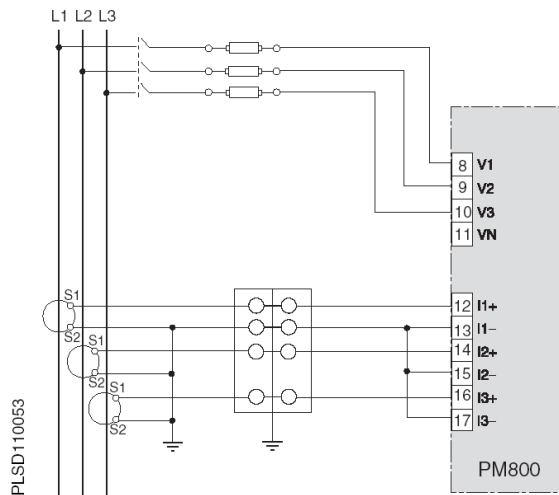 L1 L2 L3
8 V1
9 V2
10 V3
11 VN
S1
12 I1+
S2
13 I1–
S1
14 I2+
S2
15 I2–
S1
16 I3+
S2
17 I3–
PM800
PLSD110053